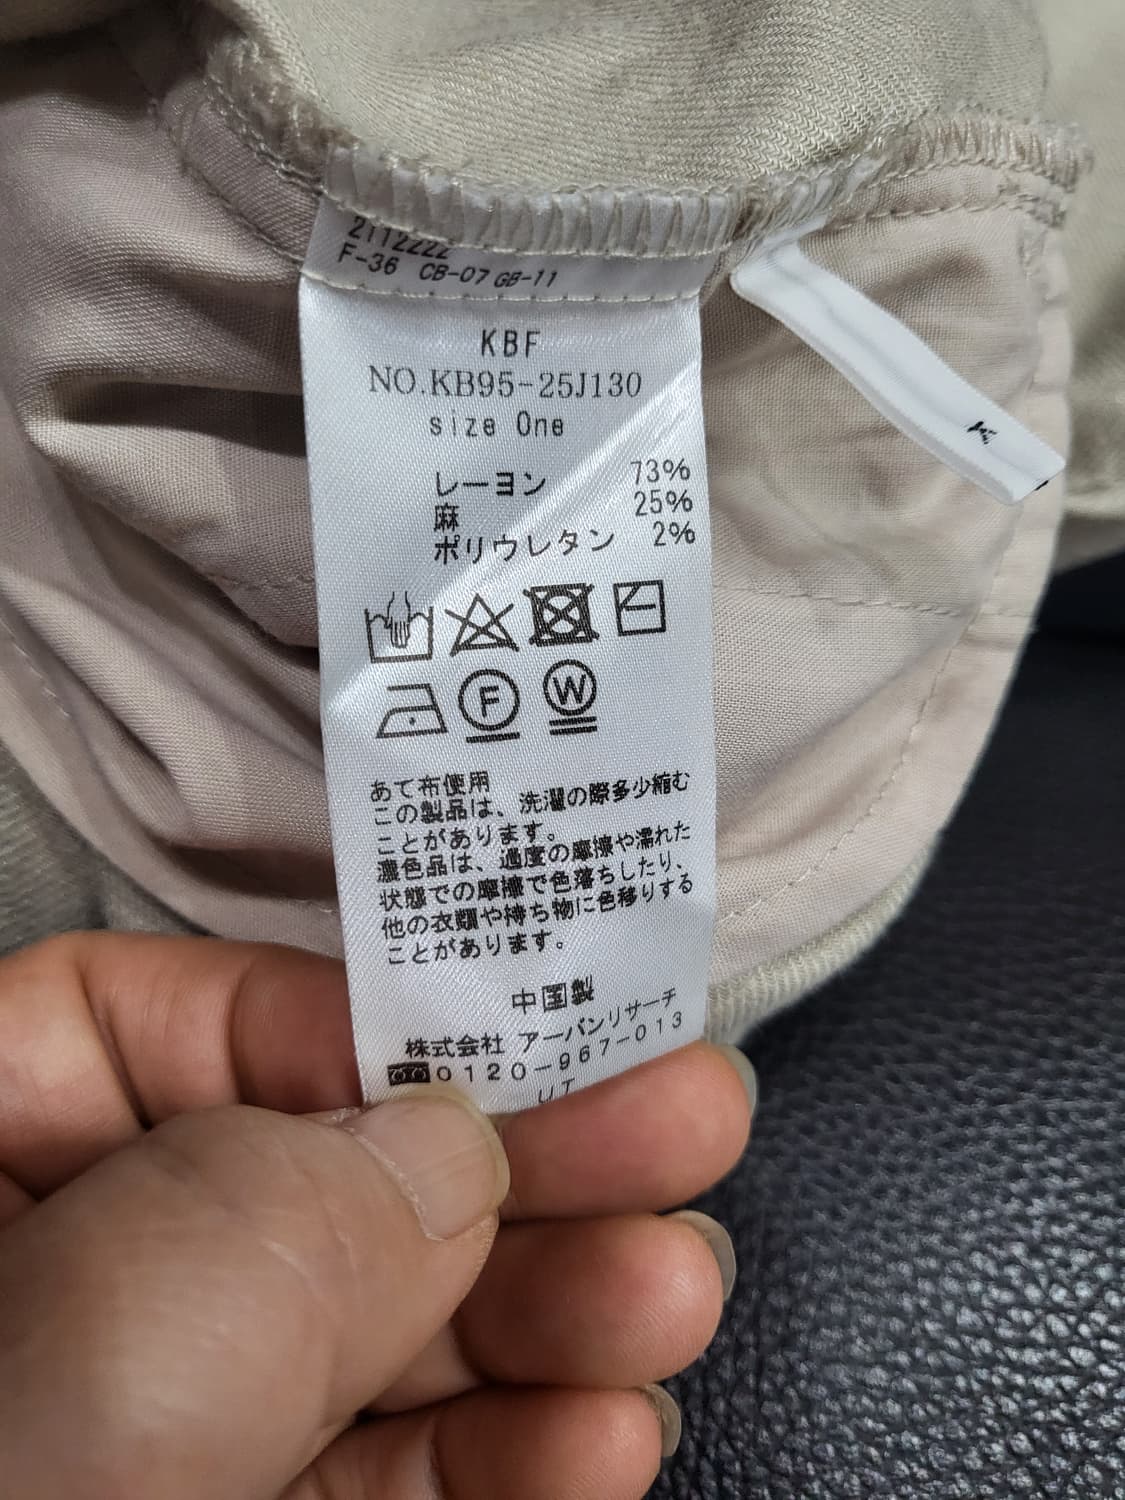 2112222
F-36 CB-07 GB-11
KBF
NO.KB95-25J130
size One
レーヨン 73%
麻 25%
ポリウレタン 2%
F W
あて布使用
この製品は、洗濯の際多少縮む
ことがあります。
濃色品は、過度の摩擦や濡れた
状態での摩擦で色落ちしたり、
他の衣類や持ち物に色移りする
ことがあります。
中国製
株式会社 アーバンリサーチ
0120-967-013
UT
K